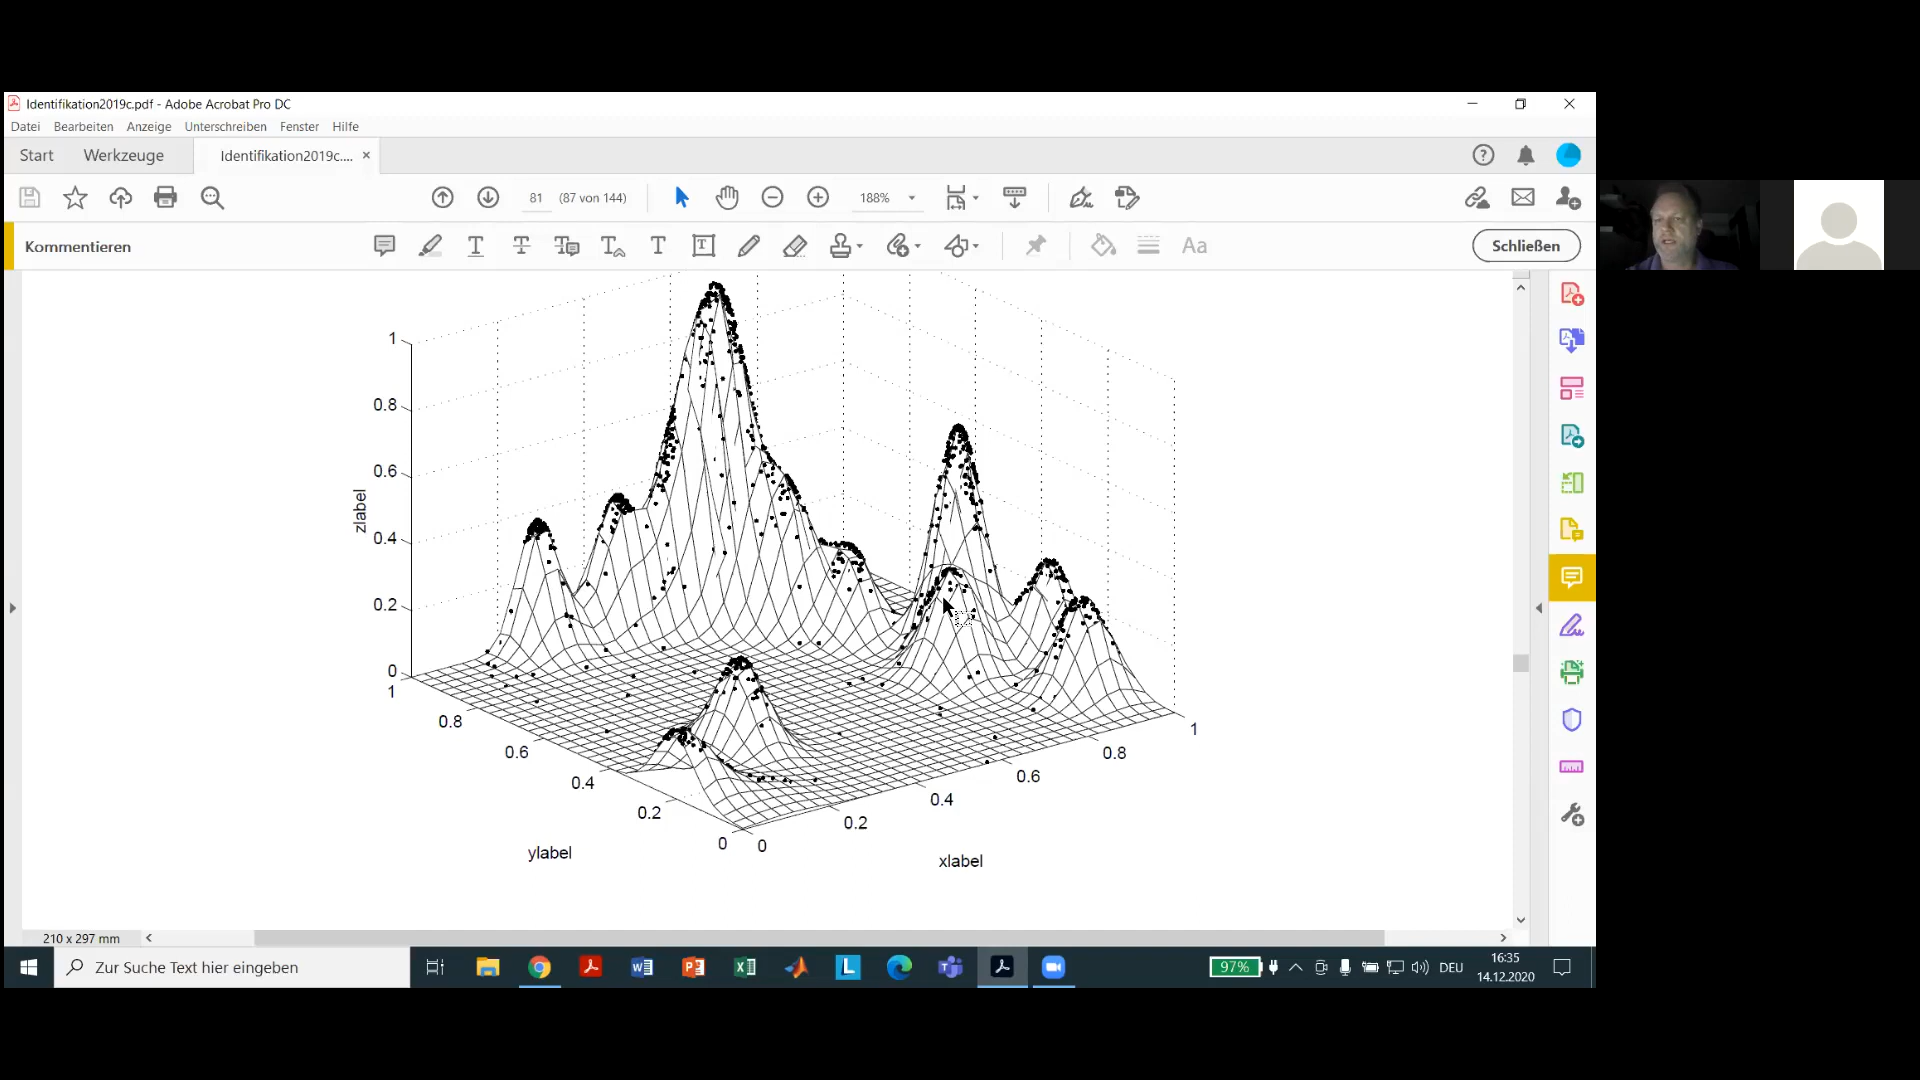 Identifikation2019c.pdf - Adobe Acrobat Pro DC
Datei Bearbeiten Anzeige Unterschreiben Fenster Hilfe
Start Werkzeuge Identifikation2019c.... ×
81 (87 von 144) 188%
Kommentieren Aa Schließen
1
0.8
0.6
0.4
0.2
0
zlabel
1
0.8
0.6
0.4
0.2
0
ylabel
0
0.2
0.4
0.6
0.8
1
xlabel
210 x 297 mm
Zur Suche Text hier eingeben
97% DEU 16:35
14.12.2020